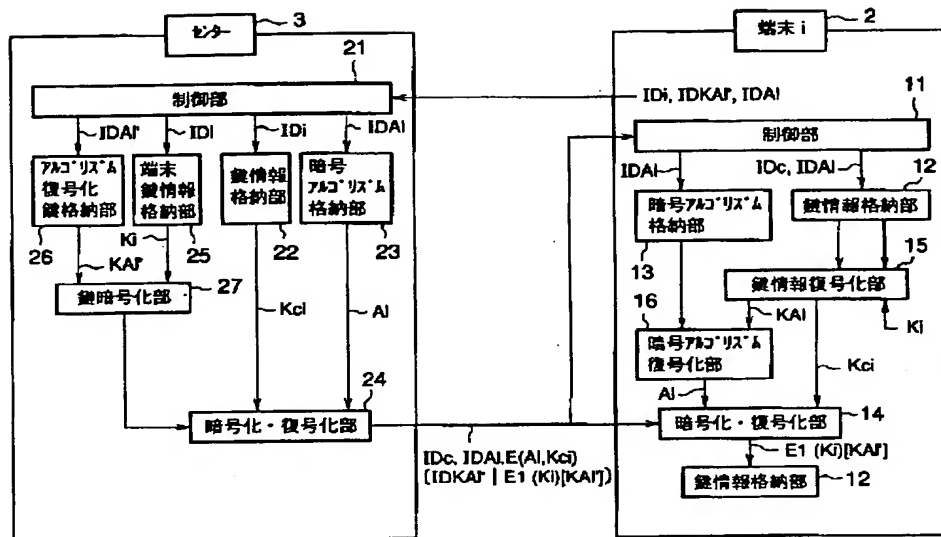 センター
3
21
制御部
IDAl*
IDi
IDi
IDAl
アルゴリズム
復号化
鍵格納部
端末
鍵情報
格納部
鍵情報
格納部
暗号
アルゴリズム
格納部
26
25
22
23
Ki
KAl*
27
鍵暗号化部
Kci
Al
24
暗号化・復号化部
IDi, IDKAl*, IDAl
IDc, IDAl,E(Al,Kci)
〔IDKAl* | E1 (Ki)[KAl*]〕
端末 i
2
11
制御部
IDAl
IDc, IDAl
12
暗号アルゴリズム
格納部
鍵情報格納部
13
15
鍵情報復号化部
16
KAl
Ki
暗号アルゴリズム
復号化部
Kci
Al
暗号化・復号化部
14
E1 (Ki)[KAl*]
鍵情報格納部
12